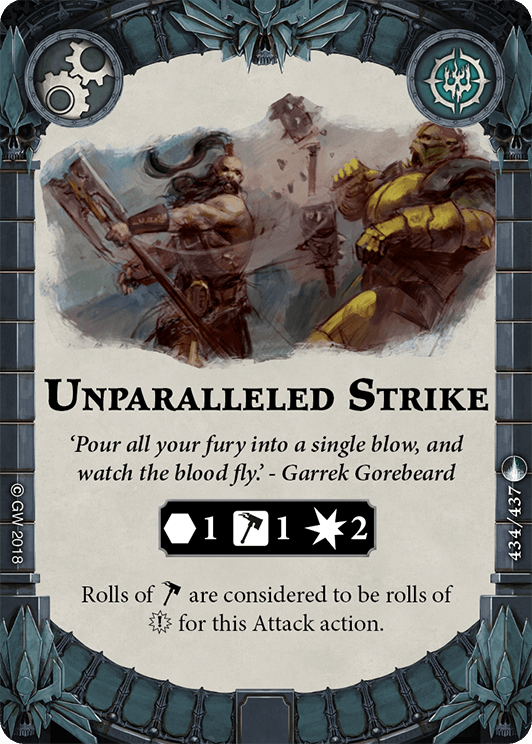 UNPARALLELED STRIKE
‘Pour all your fury into a single blow, and
watch the blood fly.’ - Garrek Gorebeard
1 1 2
Rolls of are considered to be rolls of
for this Attack action.
© GW 2018
434/437